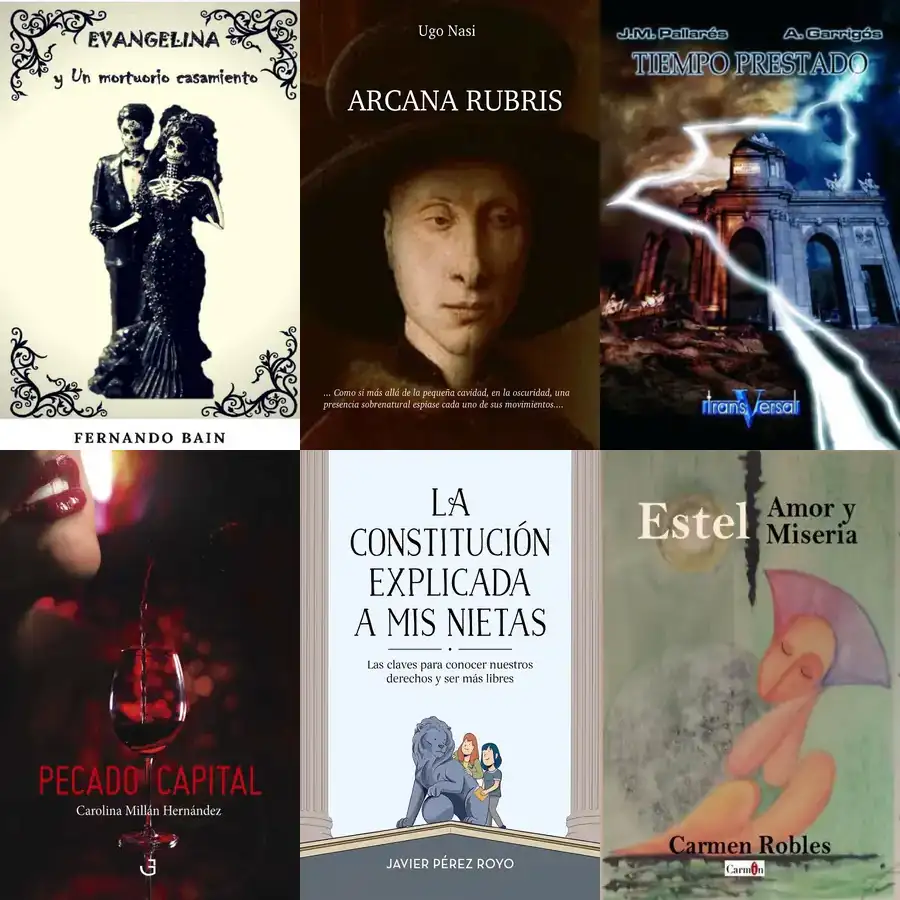 EVANGELINA
y Un mortuorio casamiento
FERNANDO BAIN
Ugo Nasi
ARCANA RUBRIS
... Como si más allá de la pequeña cavidad, en la oscuridad, una
presencia sobrenatural espiase cada uno de sus movimientos....
J.M. Pallarés A. Garrigós
TIEMPO PRESTADO
transVersal
PECADO CAPITAL
Carolina Millán Hernández
LA
CONSTITUCIÓN
EXPLICADA
A MIS NIETAS
Las claves para conocer nuestros
derechos y ser más libres
JAVIER PÉREZ ROYO
Estel Amor y
Miseria
Carmen Robles
Carmín